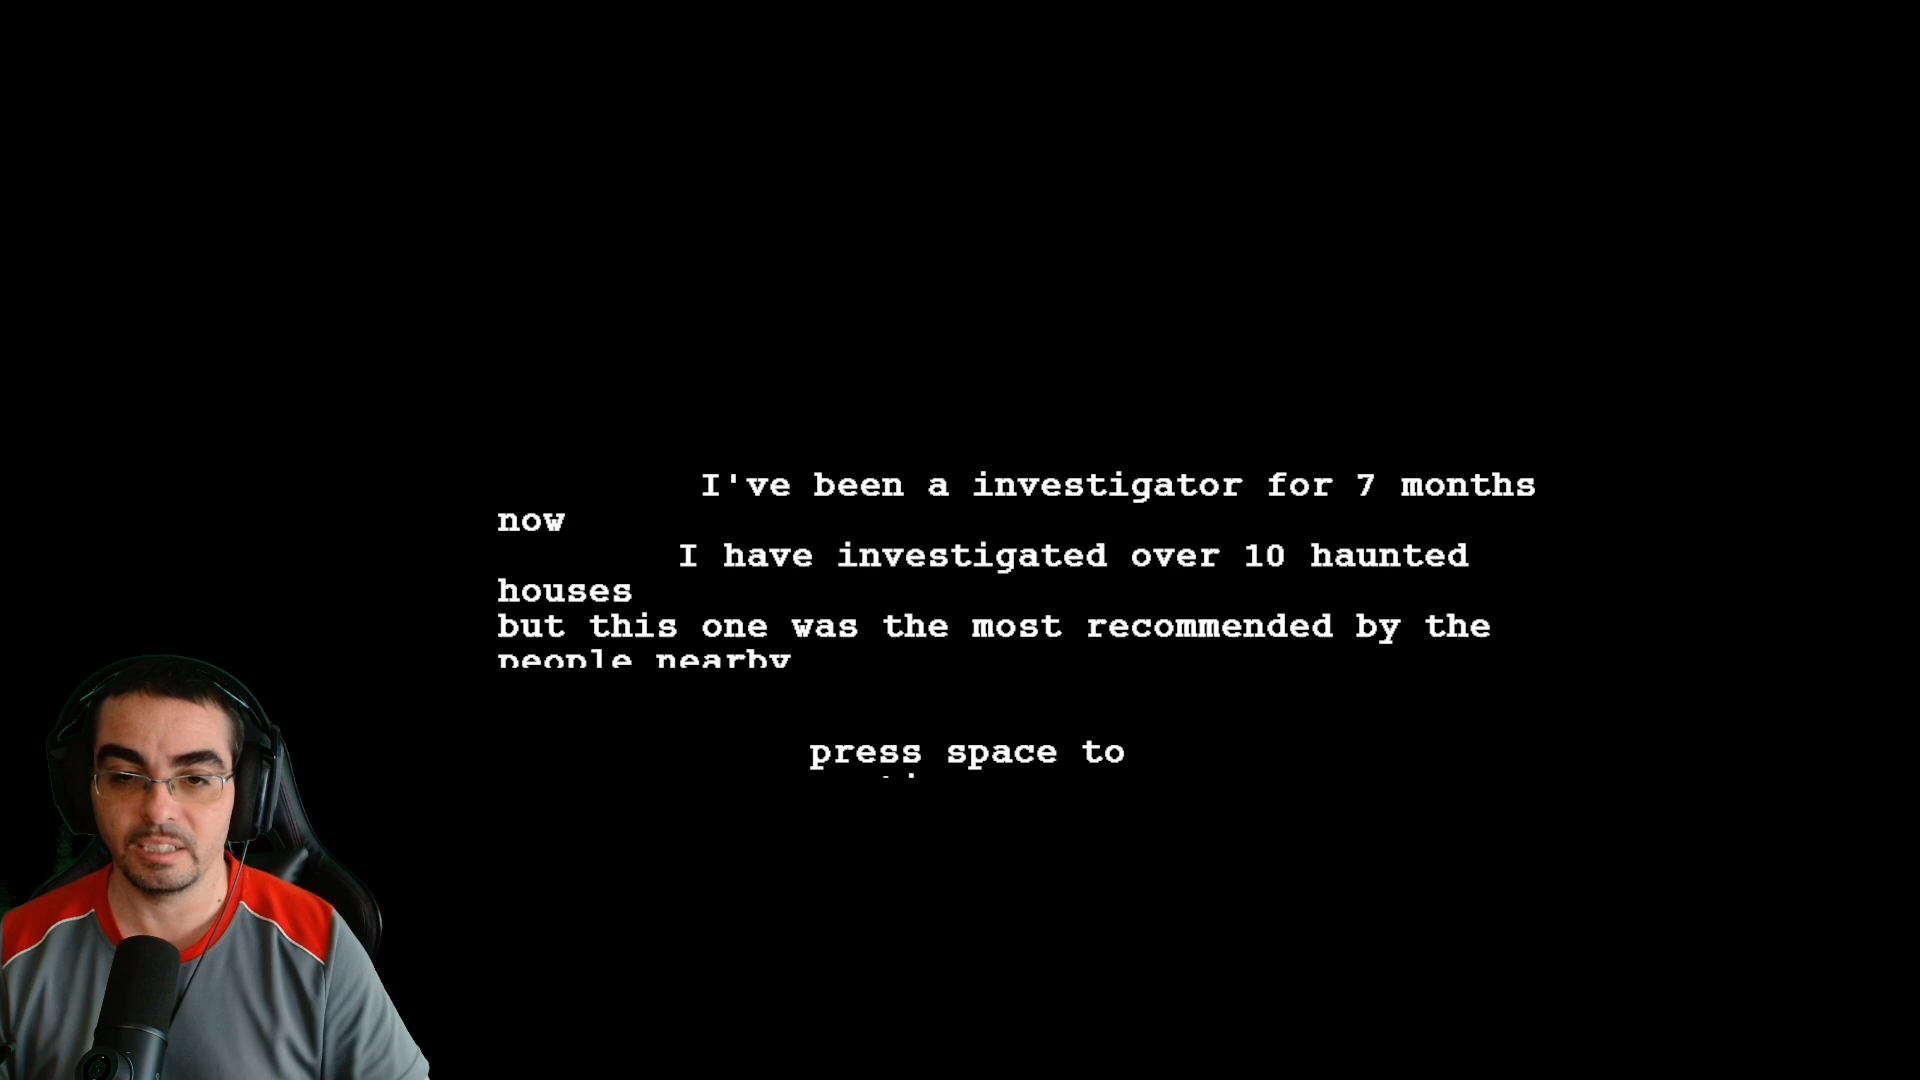 I've been a investigator for 7 months
now
I have investigated over 10 haunted
houses
but this one was the most recommended by the
people nearby
press space to